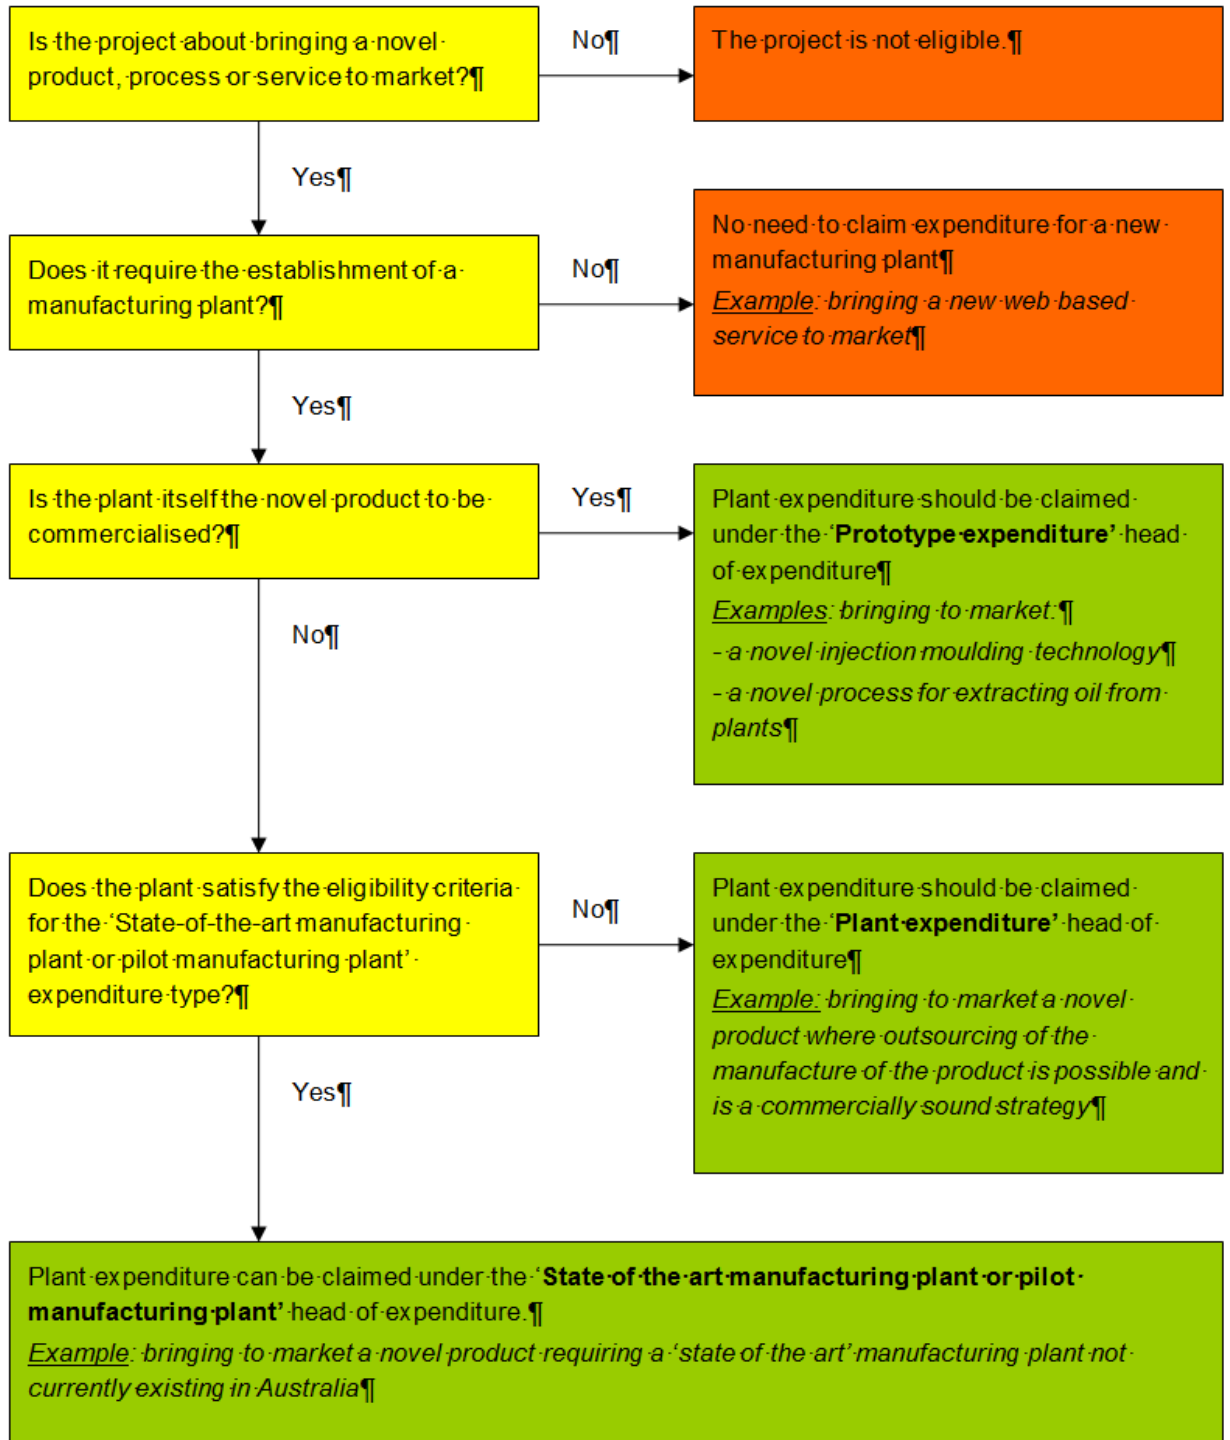 Is·the·project·about·bringing·a·novel·
product,·process·or·service·to·market?¶
No¶
The·project·is·not·eligible.¶
Yes¶
Does·it·require·the·establishment·of·a·
manufacturing·plant?¶
No¶
No·need·to·claim·expenditure·for·a·new·
manufacturing·plant¶
Example:·bringing·a·new·web·based·
service·to·market¶
Yes¶
Is·the·plant·itself·the·novel·product·to·be·
commercialised?¶
Yes¶
Plant·expenditure·should·be·claimed·
under·the·‘Prototype·expenditure’·head·
of·expenditure¶
Examples:·bringing·to·market:¶
-·a·novel·injection·moulding·technology¶
-·a·novel·process·for·extracting·oil·from·
plants¶
No¶
Does·the·plant·satisfy·the·eligibility·criteria·
for·the·‘State-of-the-art·manufacturing·
plant·or·pilot·manufacturing·plant’·
expenditure·type?¶
No¶
Plant·expenditure·should·be·claimed·
under·the·‘Plant·expenditure’·head·of·
expenditure¶
Example:·bringing·to·market·a·novel·
product·where·outsourcing·of·the·
manufacture·of·the·product·is·possible·and·
is·a·commercially·sound·strategy¶
Yes¶
Plant·expenditure·can·be·claimed·under·the·‘State·of·the·art·manufacturing·plant·or·pilot·
manufacturing·plant’·head·of·expenditure.¶
Example:·bringing·to·market·a·novel·product·requiring·a·‘state·of·the·art’·manufacturing·plant·not·
currently·existing·in·Australia¶